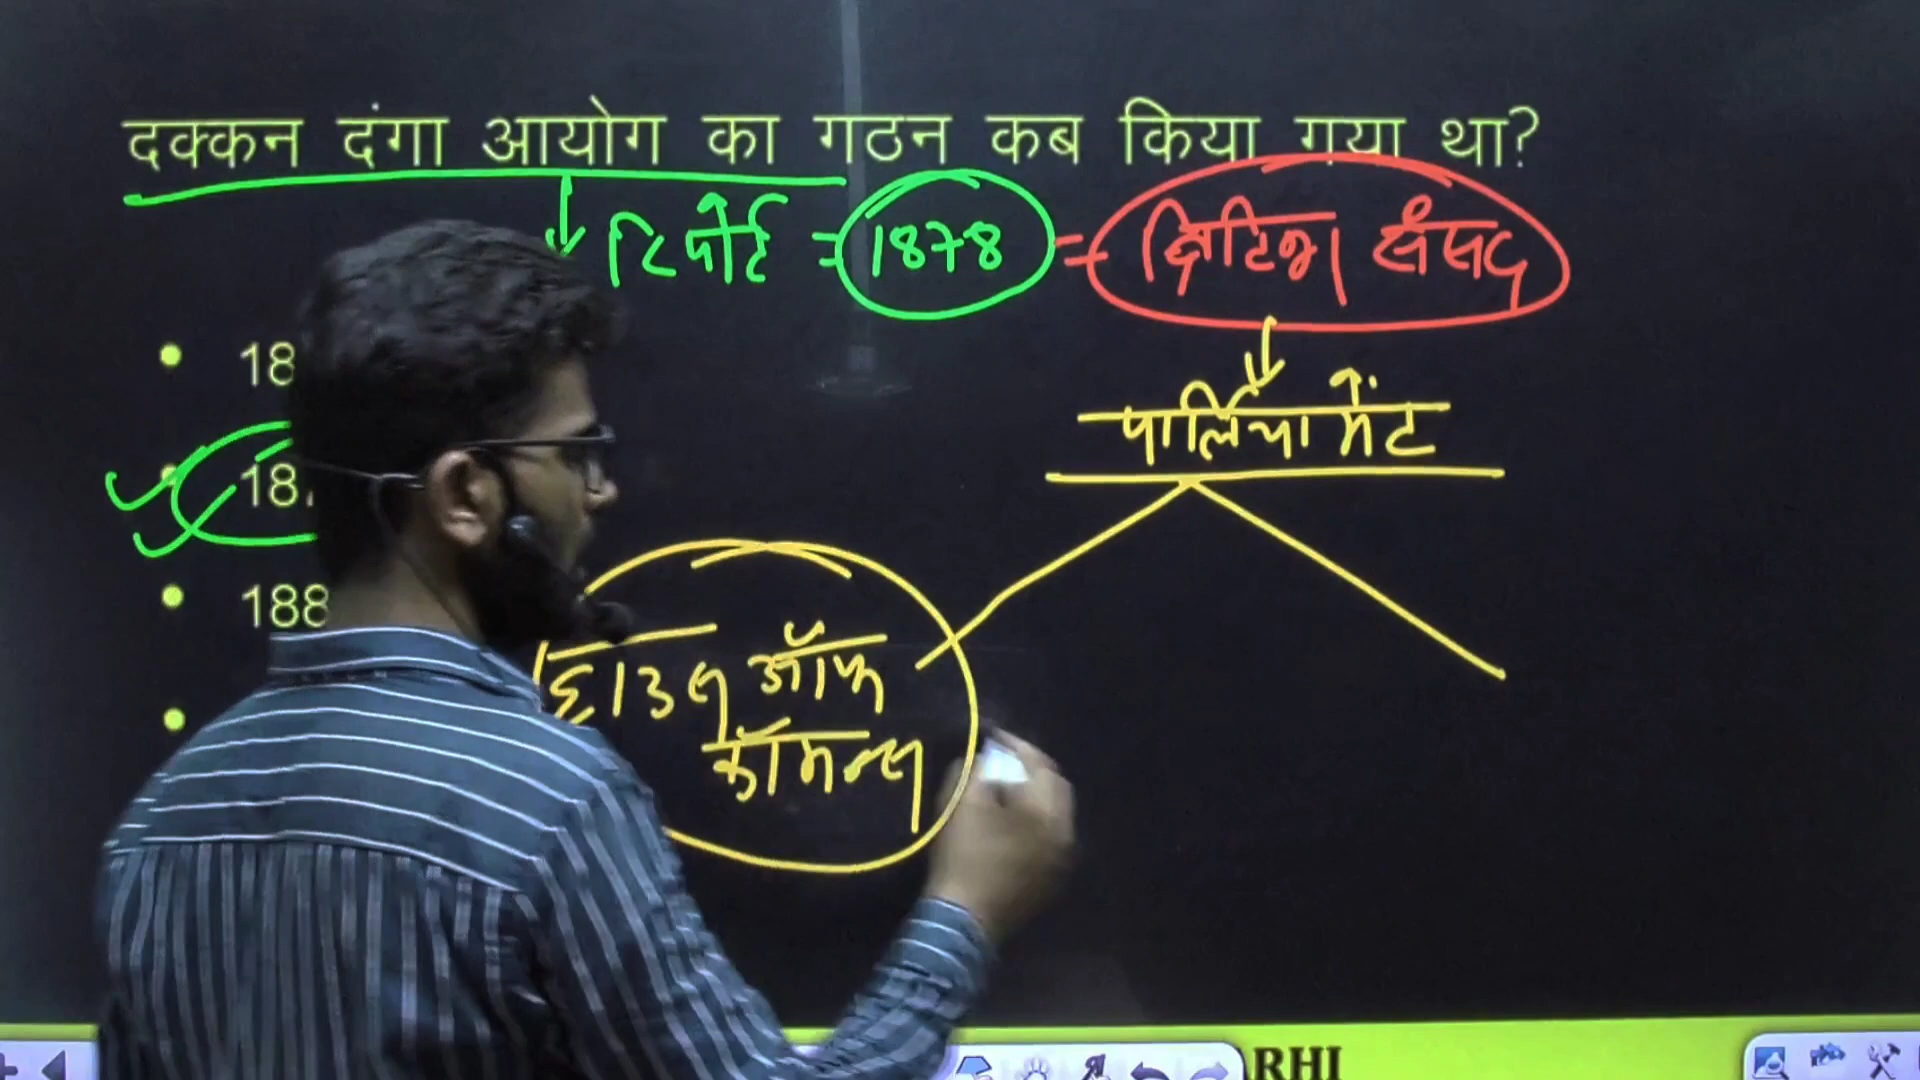 दक्कन दंगा आयोग का गठन कब किया गया था?
रिपोर्ट = 1878 = ब्रिटिश संसद
पार्लियामेंट
18
18
188
हाउस ऑफ
कॉमन्स
RHI